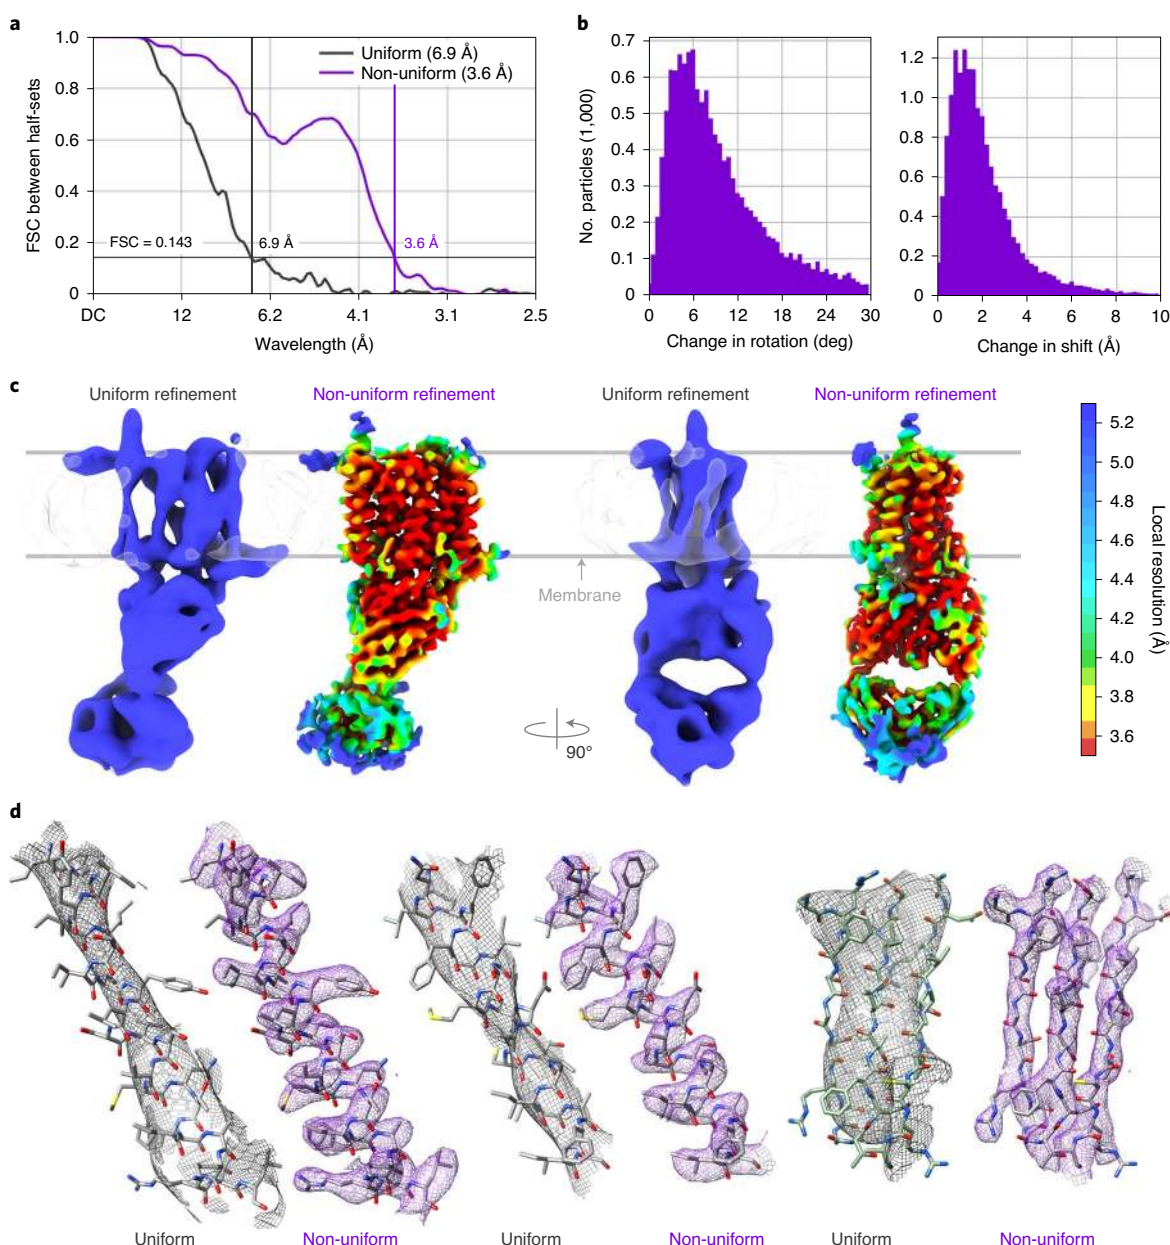 a
1.0
0.8
0.6
0.4
0.2
0
FSC between half-sets
Uniform (6.9 Å)
Non-uniform (3.6 Å)
FSC = 0.143
6.9 Å
3.6 Å
DC 12 6.2 4.1 3.1 2.5
Wavelength (Å)
b
0.7
0.6
0.5
0.4
0.3
0.2
0.1
0
No. particles (1,000)
0 6 12 18 24 30
Change in rotation (deg)
1.2
1.0
0.8
0.6
0.4
0.2
0
0 2 4 6 8 10
Change in shift (Å)
c
Uniform refinement Non-uniform refinement Uniform refinement Non-uniform refinement
Membrane
90°
5.2
5.0
4.8
4.6
4.4
4.2
4.0
3.8
3.6
Local resolution (Å)
d
Uniform Non-uniform Uniform Non-uniform Uniform Non-uniform